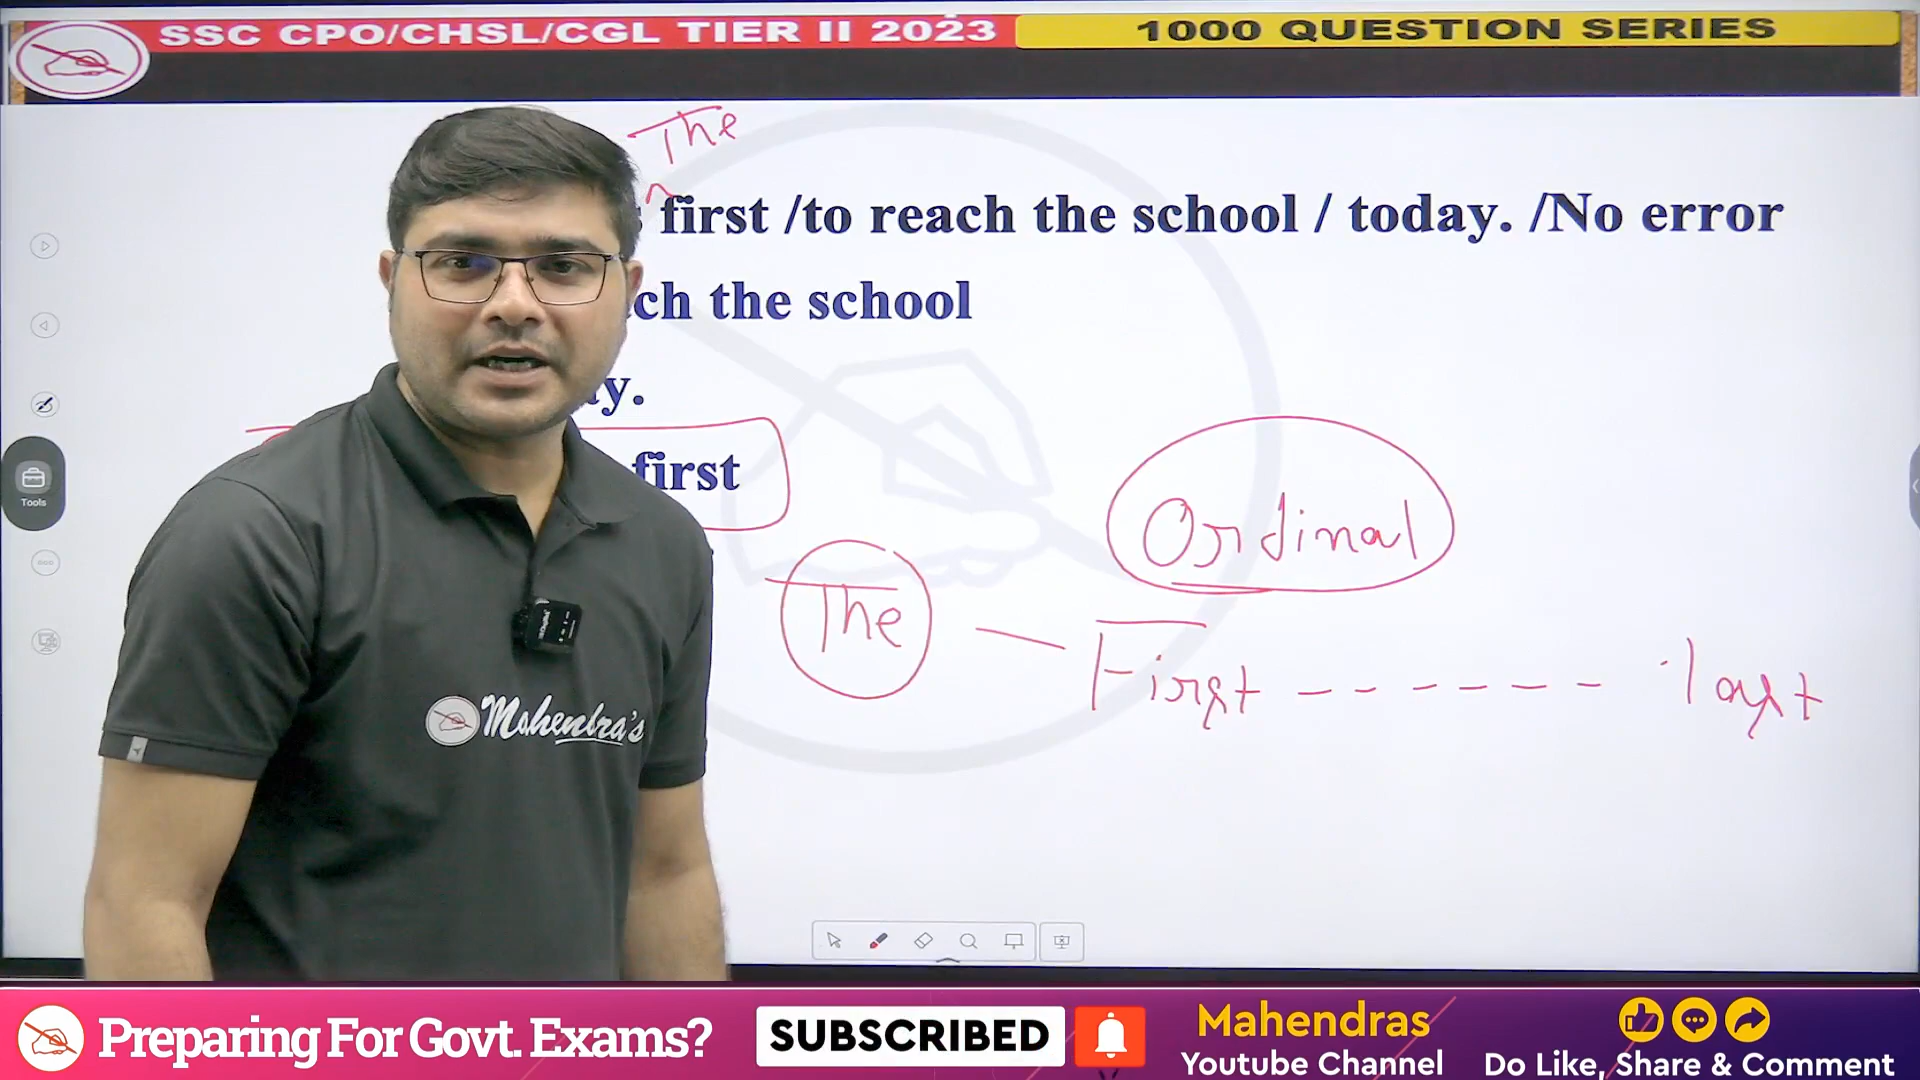 SSC CPO/CHSL/CGL TIER II 2023
1000 QUESTION SERIES
The
first /to reach the school / today. /No error
ch the school
y.
first
Ordinal
The — First ------ last
Tools
Mahendra's
Preparing For Govt. Exams?
SUBSCRIBED
Mahendras
Youtube Channel
Do Like, Share & Comment